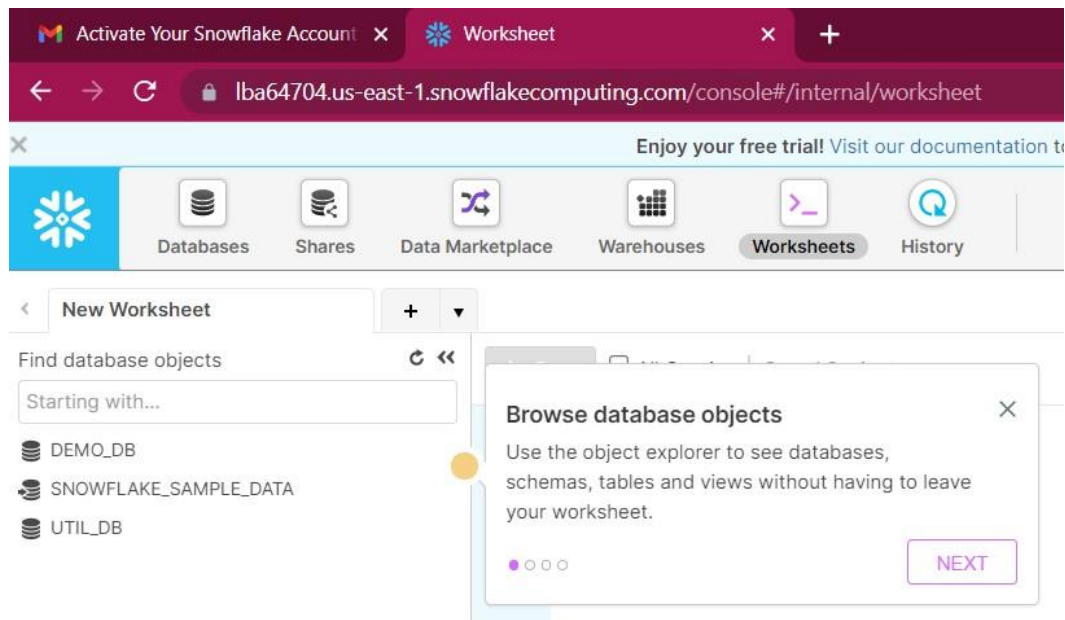 Activate Your Snowflake Account
Worksheet
lba64704.us-east-1.snowflakecomputing.com/console#/internal/worksheet
Enjoy your free trial! Visit our documentation
Databases Shares Data Marketplace Warehouses Worksheets History
New Worksheet
Find database objects
Starting with...
DEMO_DB
SNOWFLAKE_SAMPLE_DATA
UTIL_DB
Browse database objects
Use the object explorer to see databases,
schemas, tables and views without having to leave
your worksheet.
NEXT